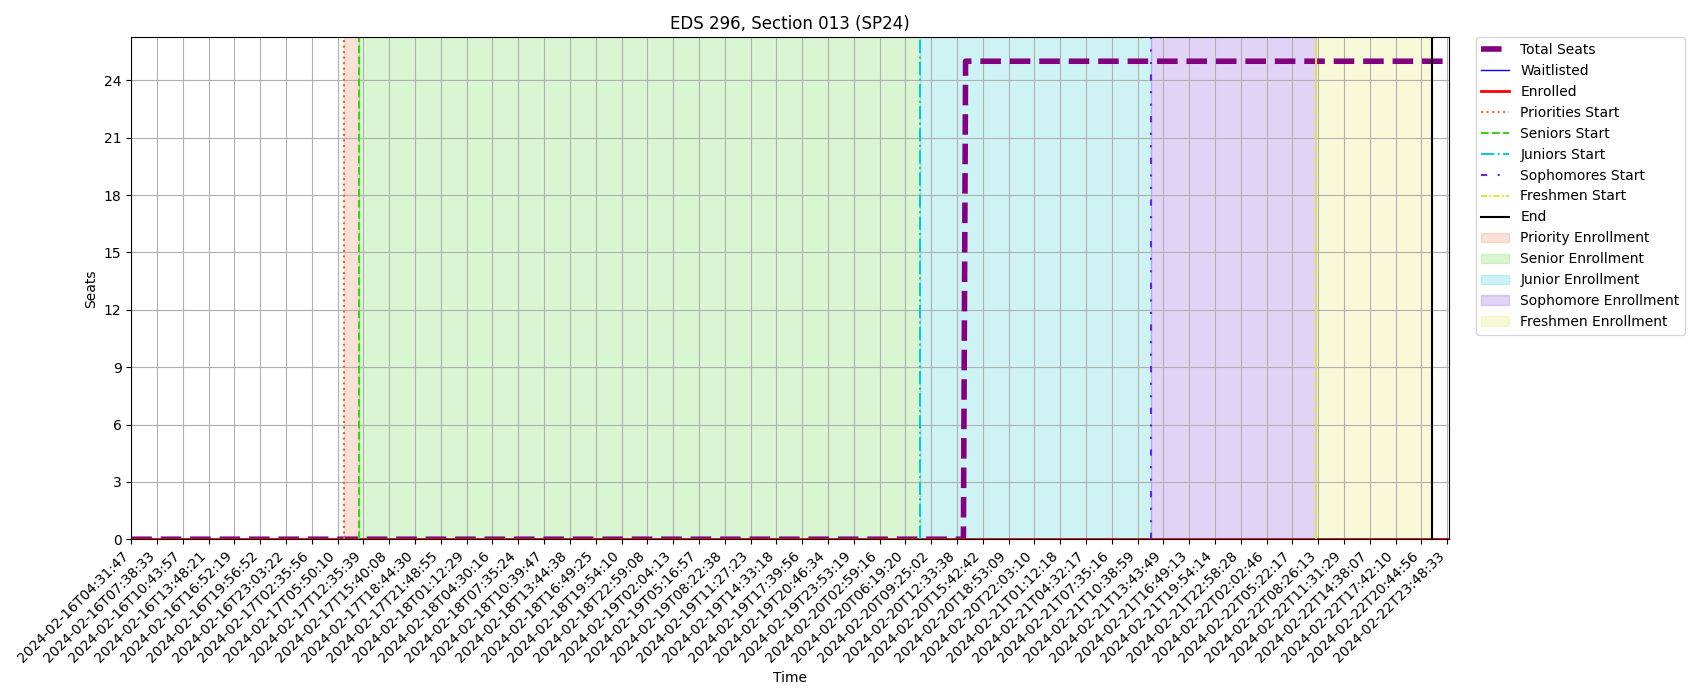 EDS 296, Section 013 (SP24)
Seats
24
21
18
15
12
9
6
3
0
2024-02-16T04:31:47
2024-02-16T07:38:33
2024-02-16T10:43:57
2024-02-16T13:48:21
2024-02-16T16:52:19
2024-02-16T19:56:52
2024-02-16T23:03:22
2024-02-17T02:35:56
2024-02-17T05:50:10
2024-02-17T12:35:39
2024-02-17T15:40:08
2024-02-17T18:44:30
2024-02-17T21:48:55
2024-02-18T01:12:29
2024-02-18T04:30:16
2024-02-18T07:35:24
2024-02-18T10:39:47
2024-02-18T13:44:38
2024-02-18T16:49:25
2024-02-18T19:54:10
2024-02-18T22:59:08
2024-02-19T02:04:13
2024-02-19T05:16:57
2024-02-19T08:22:38
2024-02-19T11:27:23
2024-02-19T14:33:18
2024-02-19T17:39:56
2024-02-19T20:46:34
2024-02-19T23:53:19
2024-02-20T02:59:16
2024-02-20T06:19:20
2024-02-20T09:25:02
2024-02-20T12:33:38
2024-02-20T15:42:42
2024-02-20T18:53:09
2024-02-20T22:03:10
2024-02-21T01:12:18
2024-02-21T04:32:17
2024-02-21T07:35:16
2024-02-21T10:38:59
2024-02-21T13:43:49
2024-02-21T16:49:13
2024-02-21T19:54:14
2024-02-21T22:58:28
2024-02-22T02:02:46
2024-02-22T05:22:17
2024-02-22T08:26:13
2024-02-22T11:31:29
2024-02-22T14:38:07
2024-02-22T17:42:10
2024-02-22T20:44:56
2024-02-22T23:48:33
Time
Total Seats
Waitlisted
Enrolled
Priorities Start
Seniors Start
Juniors Start
Sophomores Start
Freshmen Start
End
Priority Enrollment
Senior Enrollment
Junior Enrollment
Sophomore Enrollment
Freshmen Enrollment